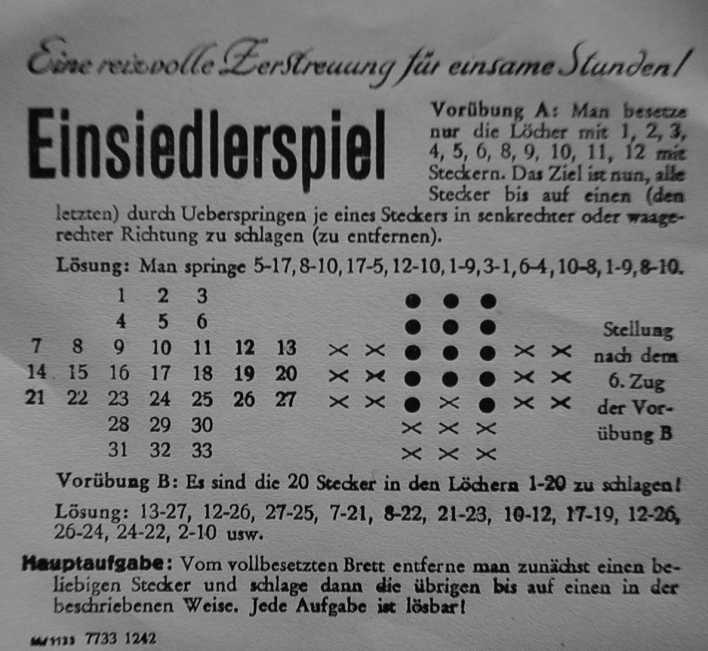 Eine reizvolle Zerstreuung für einsame Stunden!
Einsiedlerspiel
Vorübung A: Man besetze
nur die Löcher mit 1, 2, 3,
4, 5, 6, 8, 9, 10, 11, 12 mit
Steckern. Das Ziel ist nun, alle
Stecker bis auf einen (den
letzten) durch Ueberspringen je eines Steckers in senkrechter oder waage-
rechter Richtung zu schlagen (zu entfernen).
Lösung: Man springe 5-17, 8-10, 17-5, 12-10, 1-9, 3-1, 6-4, 10-8, 1-9, 8-10.
1 2 3
4 5 6
7 8 9 10 11 12 13
14 15 16 17 18 19 20
21 22 23 24 25 26 27
28 29 30
31 32 33
Stellung
nach dem
6. Zug
der Vor-
übung B
Vorübung B: Es sind die 20 Stecker in den Löchern 1-20 zu schlagen!
Lösung: 13-27, 12-26, 27-25, 7-21, 8-22, 21-23, 10-12, 17-19, 12-26,
26-24, 24-22, 2-10 usw.
Hauptaufgabe: Vom vollbesetzten Brett entferne man zunächst einen be-
liebigen Stecker und schlage dann die übrigen bis auf einen in der
beschriebenen Weise. Jede Aufgabe ist lösbar!
7733 1242